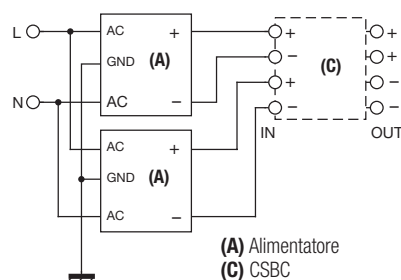 L AC + + +
GND (A) − (C) +
+ −
N AC − − −
IN OUT
AC +
GND (A)
AC −
(A) Alimentatore
(C) CSBC